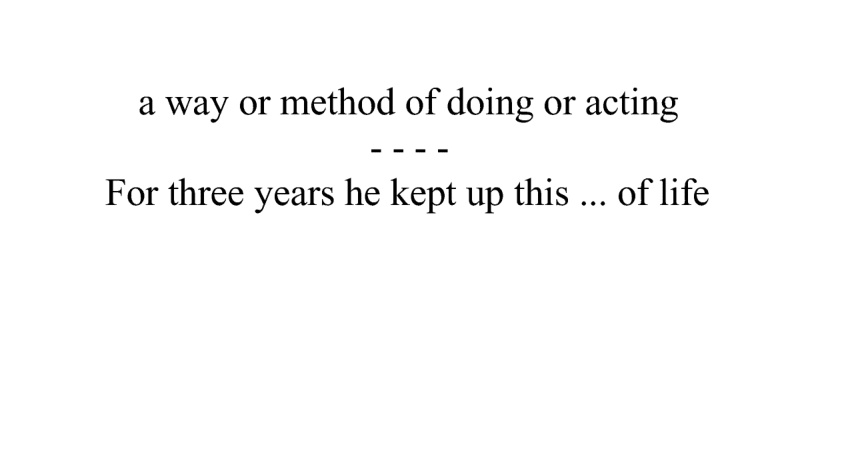 a way or method of doing or acting
- - - -
For three years he kept up this ... of life